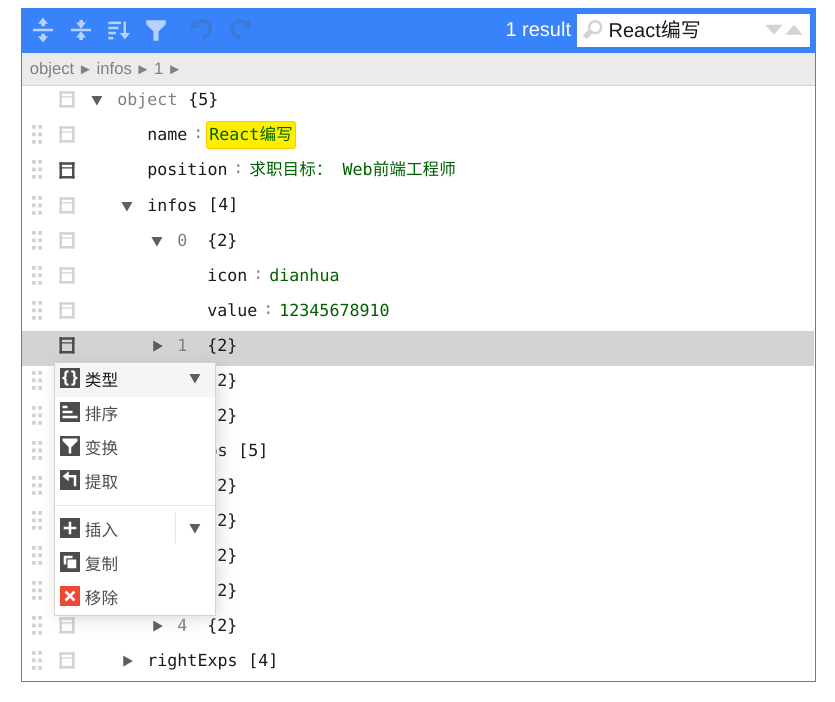 1 result React编写
object ► infos ► 1 ►
object {5}
name : React编写
position : 求职目标： Web前端工程师
infos [4]
0 {2}
icon : dianhua
value : 12345678910
1 {2}
类型 2}
排序 2}
变换 s [5]
提取 2}
插入 2}
复制 2}
移除 2}
4 {2}
rightExps [4]